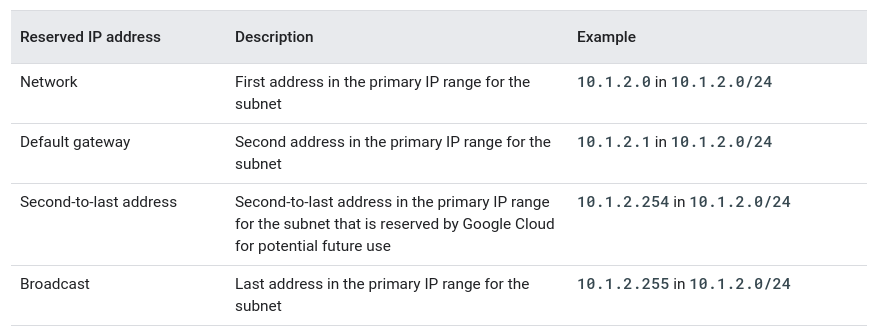 Reserved IP address Description Example
Network First address in the primary IP range for the 10.1.2.0 in 10.1.2.0/24
subnet
Default gateway Second address in the primary IP range for the 10.1.2.1 in 10.1.2.0/24
subnet
Second-to-last address Second-to-last address in the primary IP range 10.1.2.254 in 10.1.2.0/24
for the subnet that is reserved by Google Cloud
for potential future use
Broadcast Last address in the primary IP range for the 10.1.2.255 in 10.1.2.0/24
subnet